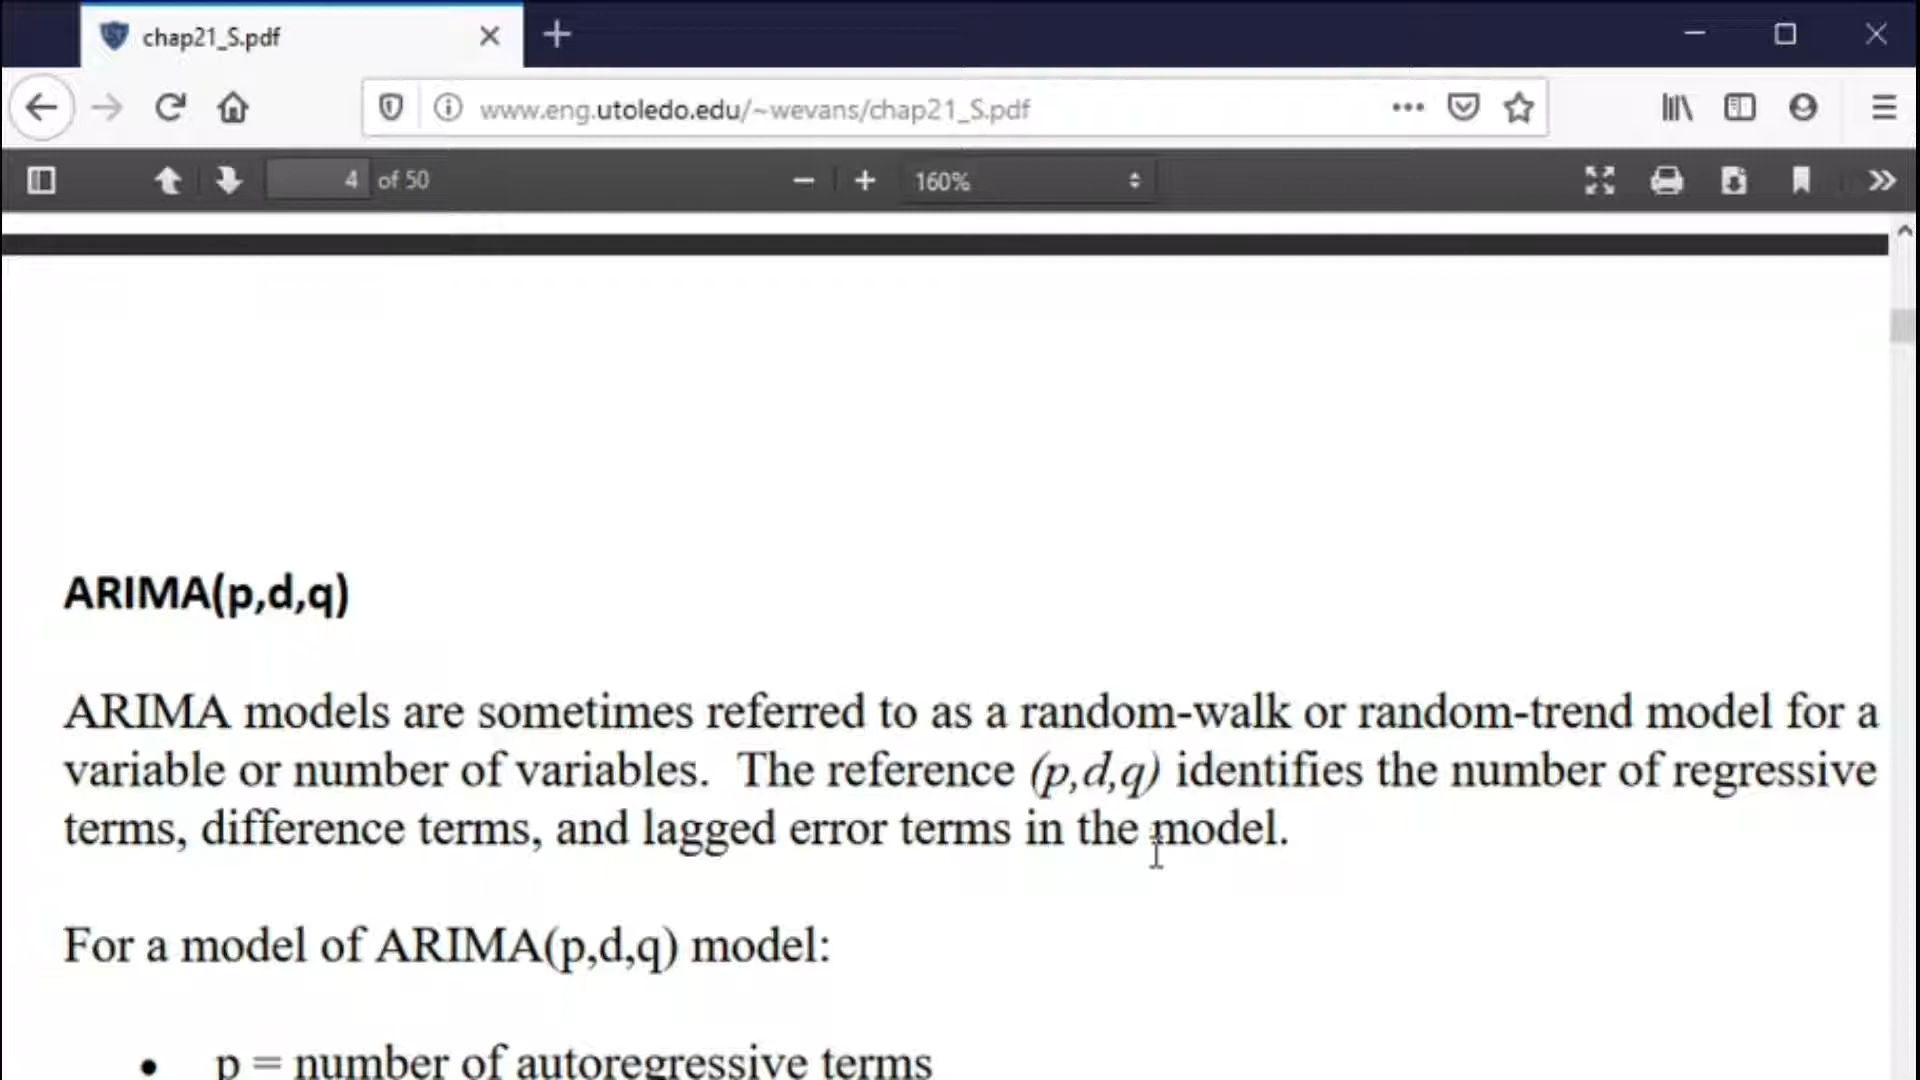 chap21_S.pdf
www.eng.utoledo.edu/~wevans/chap21_S.pdf
4 of 50
160%
ARIMA(p,d,q)
ARIMA models are sometimes referred to as a random-walk or random-trend model for a
variable or number of variables. The reference (p,d,q) identifies the number of regressive
terms, difference terms, and lagged error terms in the model.
For a model of ARIMA(p,d,q) model:
• p = number of autoregressive terms